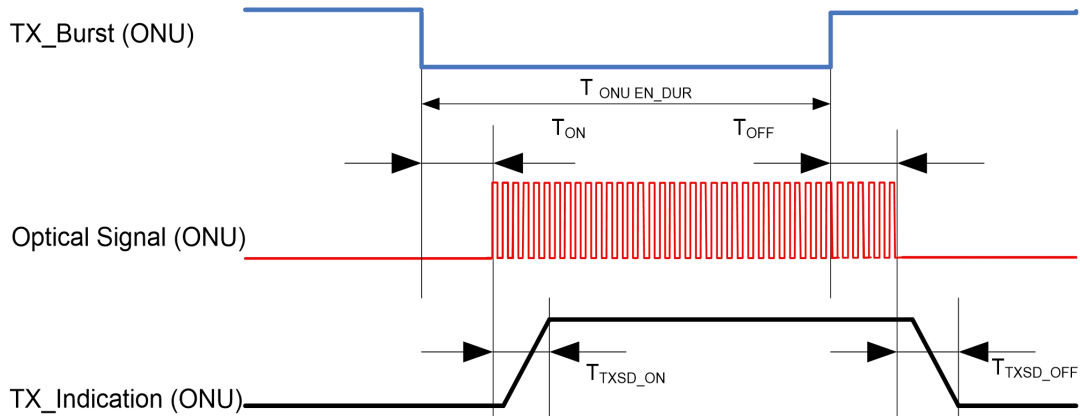 TX_Burst (ONU)
T ONU EN_DUR
TON
TOFF
Optical Signal (ONU)
TTXSD_ON
TTXSD_OFF
TX_Indication (ONU)